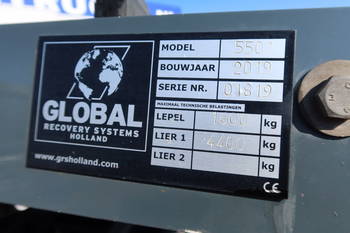 MODEL 5507
BOUWJAAR 2019
SERIE NR. 01819
MAXIMAAL TECHNISCHE BELASTINGEN
LEPEL kg
LIER 1 kg
LIER 2 kg
GLOBAL
RECOVERY SYSTEMS
HOLLAND
www.grsholland.com
CE